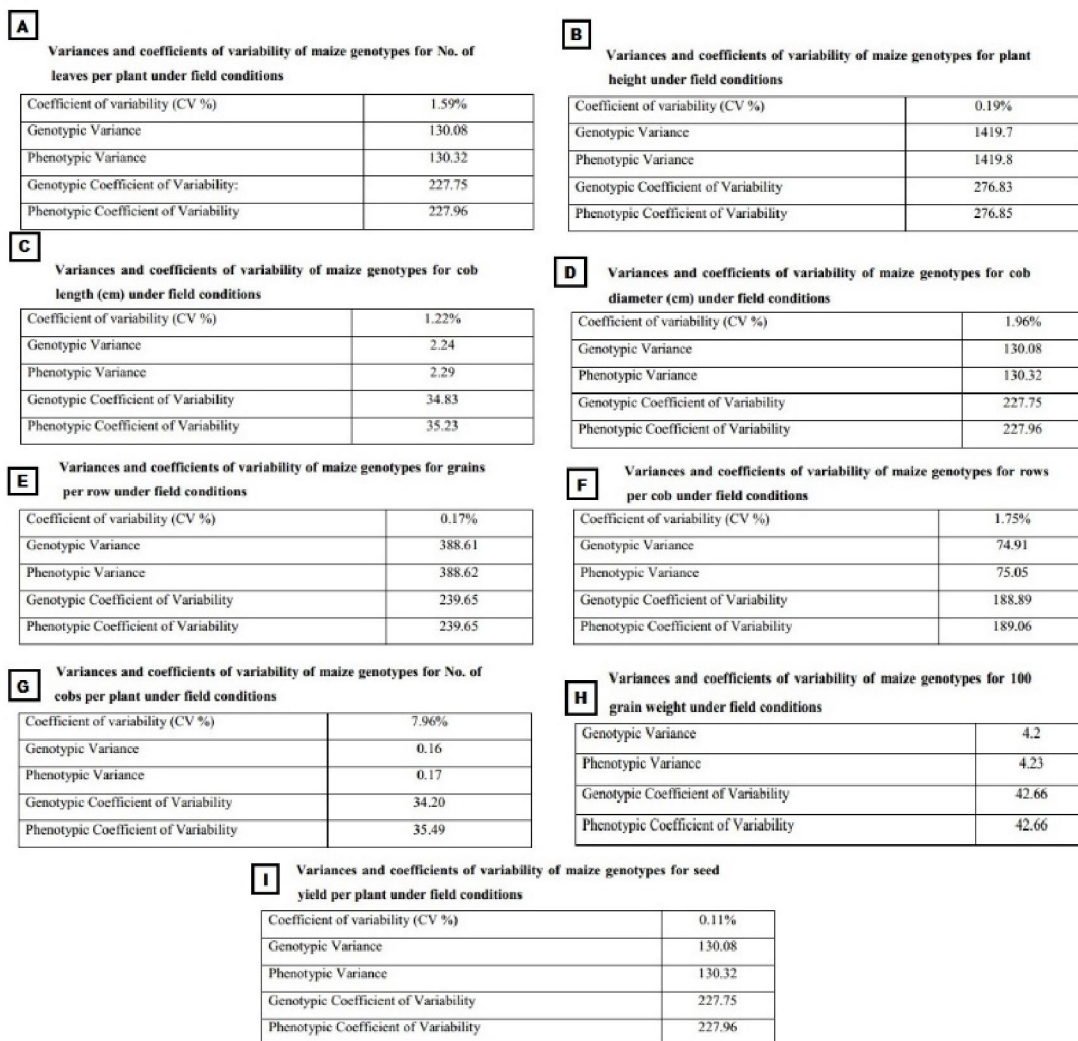 A
Variances and coefficients of variability of maize genotypes for No. of
leaves per plant under field conditions
Coefficient of variability (CV %) 1.59%
Genotypic Variance 130.08
Phenotypic Variance 130.32
Genotypic Coefficient of Variability: 227.75
Phenotypic Coefficient of Variability 227.96
B
Variances and coefficients of variability of maize genotypes for plant
height under field conditions
Coefficient of variability (CV %) 0.19%
Genotypic Variance 1419.7
Phenotypic Variance 1419.8
Genotypic Coefficient of Variability 276.83
Phenotypic Coefficient of Variability 276.85
C
Variances and coefficients of variability of maize genotypes for cob
length (cm) under field conditions
Coefficient of variability (CV %) 1.22%
Genotypic Variance 2.24
Phenotypic Variance 2.29
Genotypic Coefficient of Variability 34.83
Phenotypic Coefficient of Variability 35.23
D
Variances and coefficients of variability of maize genotypes for cob
diameter (cm) under field conditions
Coefficient of variability (CV %) 1.96%
Genotypic Variance 130.08
Phenotypic Variance 130.32
Genotypic Coefficient of Variability 227.75
Phenotypic Coefficient of Variability 227.96
E
Variances and coefficients of variability of maize genotypes for grains
per row under field conditions
Coefficient of variability (CV %) 0.17%
Genotypic Variance 388.61
Phenotypic Variance 388.62
Genotypic Coefficient of Variability 239.65
Phenotypic Coefficient of Variability 239.65
F
Variances and coefficients of variability of maize genotypes for rows
per cob under field conditions
Coefficient of variability (CV %) 1.75%
Genotypic Variance 74.91
Phenotypic Variance 75.05
Genotypic Coefficient of Variability 188.89
Phenotypic Coefficient of Variability 189.06
G
Variances and coefficients of variability of maize genotypes for No. of
cobs per plant under field conditions
Coefficient of variability (CV %) 7.96%
Genotypic Variance 0.16
Phenotypic Variance 0.17
Genotypic Coefficient of Variability 34.20
Phenotypic Coefficient of Variability 35.49
H
Variances and coefficients of variability of maize genotypes for 100
grain weight under field conditions
Genotypic Variance 4.2
Phenotypic Variance 4.23
Genotypic Coefficient of Variability 42.66
Phenotypic Coefficient of Variability 42.66
I
Variances and coefficients of variability of maize genotypes for seed
yield per plant under field conditions
Coefficient of variability (CV %) 0.11%
Genotypic Variance 130.08
Phenotypic Variance 130.32
Genotypic Coefficient of Variability 227.75
Phenotypic Coefficient of Variability 227.96